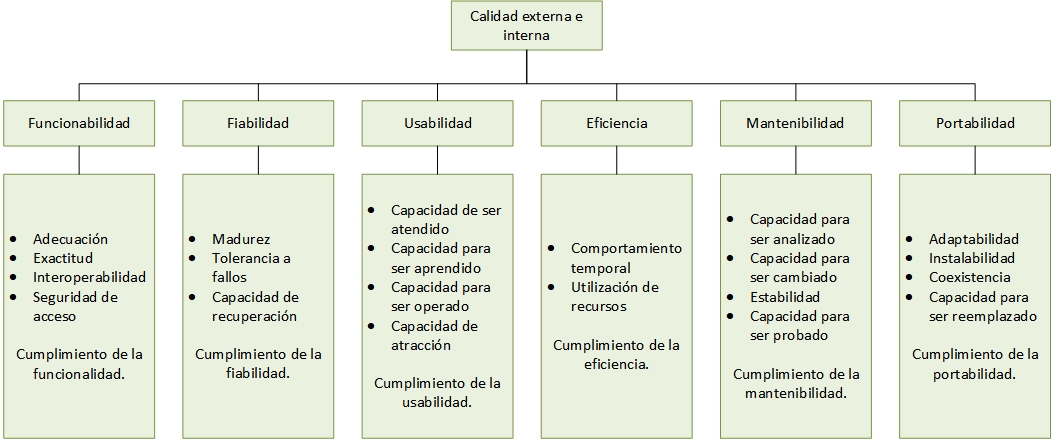 Calidad externa e
interna
Funcionabilidad
Fiabilidad
Usabilidad
Eficiencia
Mantenibilidad
Portabilidad
• Adecuación
• Exactitud
• Interoperabilidad
• Seguridad de
acceso
Cumplimiento de la
funcionalidad.
• Madurez
• Tolerancia a
fallos
• Capacidad de
recuperación
Cumplimiento de la
fiabilidad.
• Capacidad de ser
atendido
• Capacidad para
ser aprendido
• Capacidad para
ser operado
• Capacidad de
atracción
Cumplimiento de la
usabilidad.
• Comportamiento
temporal
• Utilización de
recursos
Cumplimiento de la
eficiencia.
• Capacidad para
ser analizado
• Capacidad para
ser cambiado
• Estabilidad
• Capacidad para
ser probado
Cumplimiento de la
mantenibilidad.
• Adaptabilidad
• Instalabilidad
• Coexistencia
• Capacidad para
ser reemplazado
Cumplimiento de la
portabilidad.